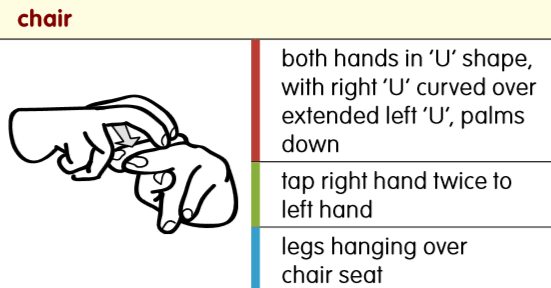 chair
both hands in ‘U’ shape,
with right ‘U’ curved over
extended left ‘U’, palms
down
tap right hand twice to
left hand
legs hanging over
chair seat